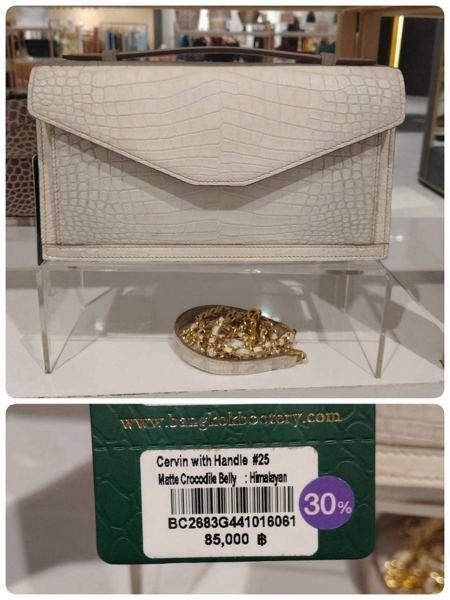 www.bangkokbootery.com
Cervin with Handle #25
Matte Crocodile Belly : Himalayan
BC2683G441016061
85,000 ฿
30%